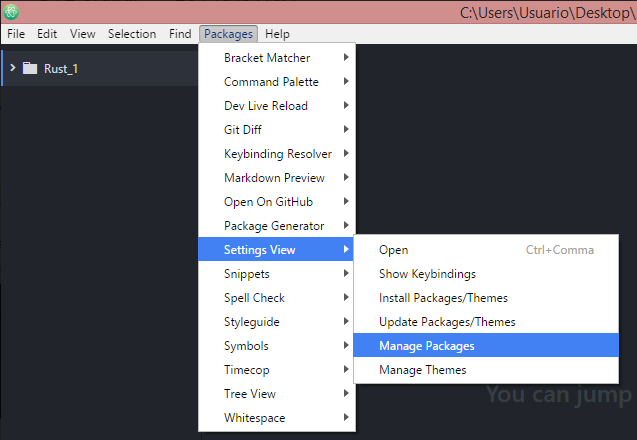 C:\Users\Usuario\Desktop\
File Edit View Selection Find Packages Help
Rust_1
Bracket Matcher
Command Palette
Dev Live Reload
Git Diff
Keybinding Resolver
Markdown Preview
Open On GitHub
Package Generator
Settings View
Snippets
Spell Check
Styleguide
Symbols
Timecop
Tree View
Whitespace
Open Ctrl+Comma
Show Keybindings
Install Packages/Themes
Update Packages/Themes
Manage Packages
Manage Themes
You can jump